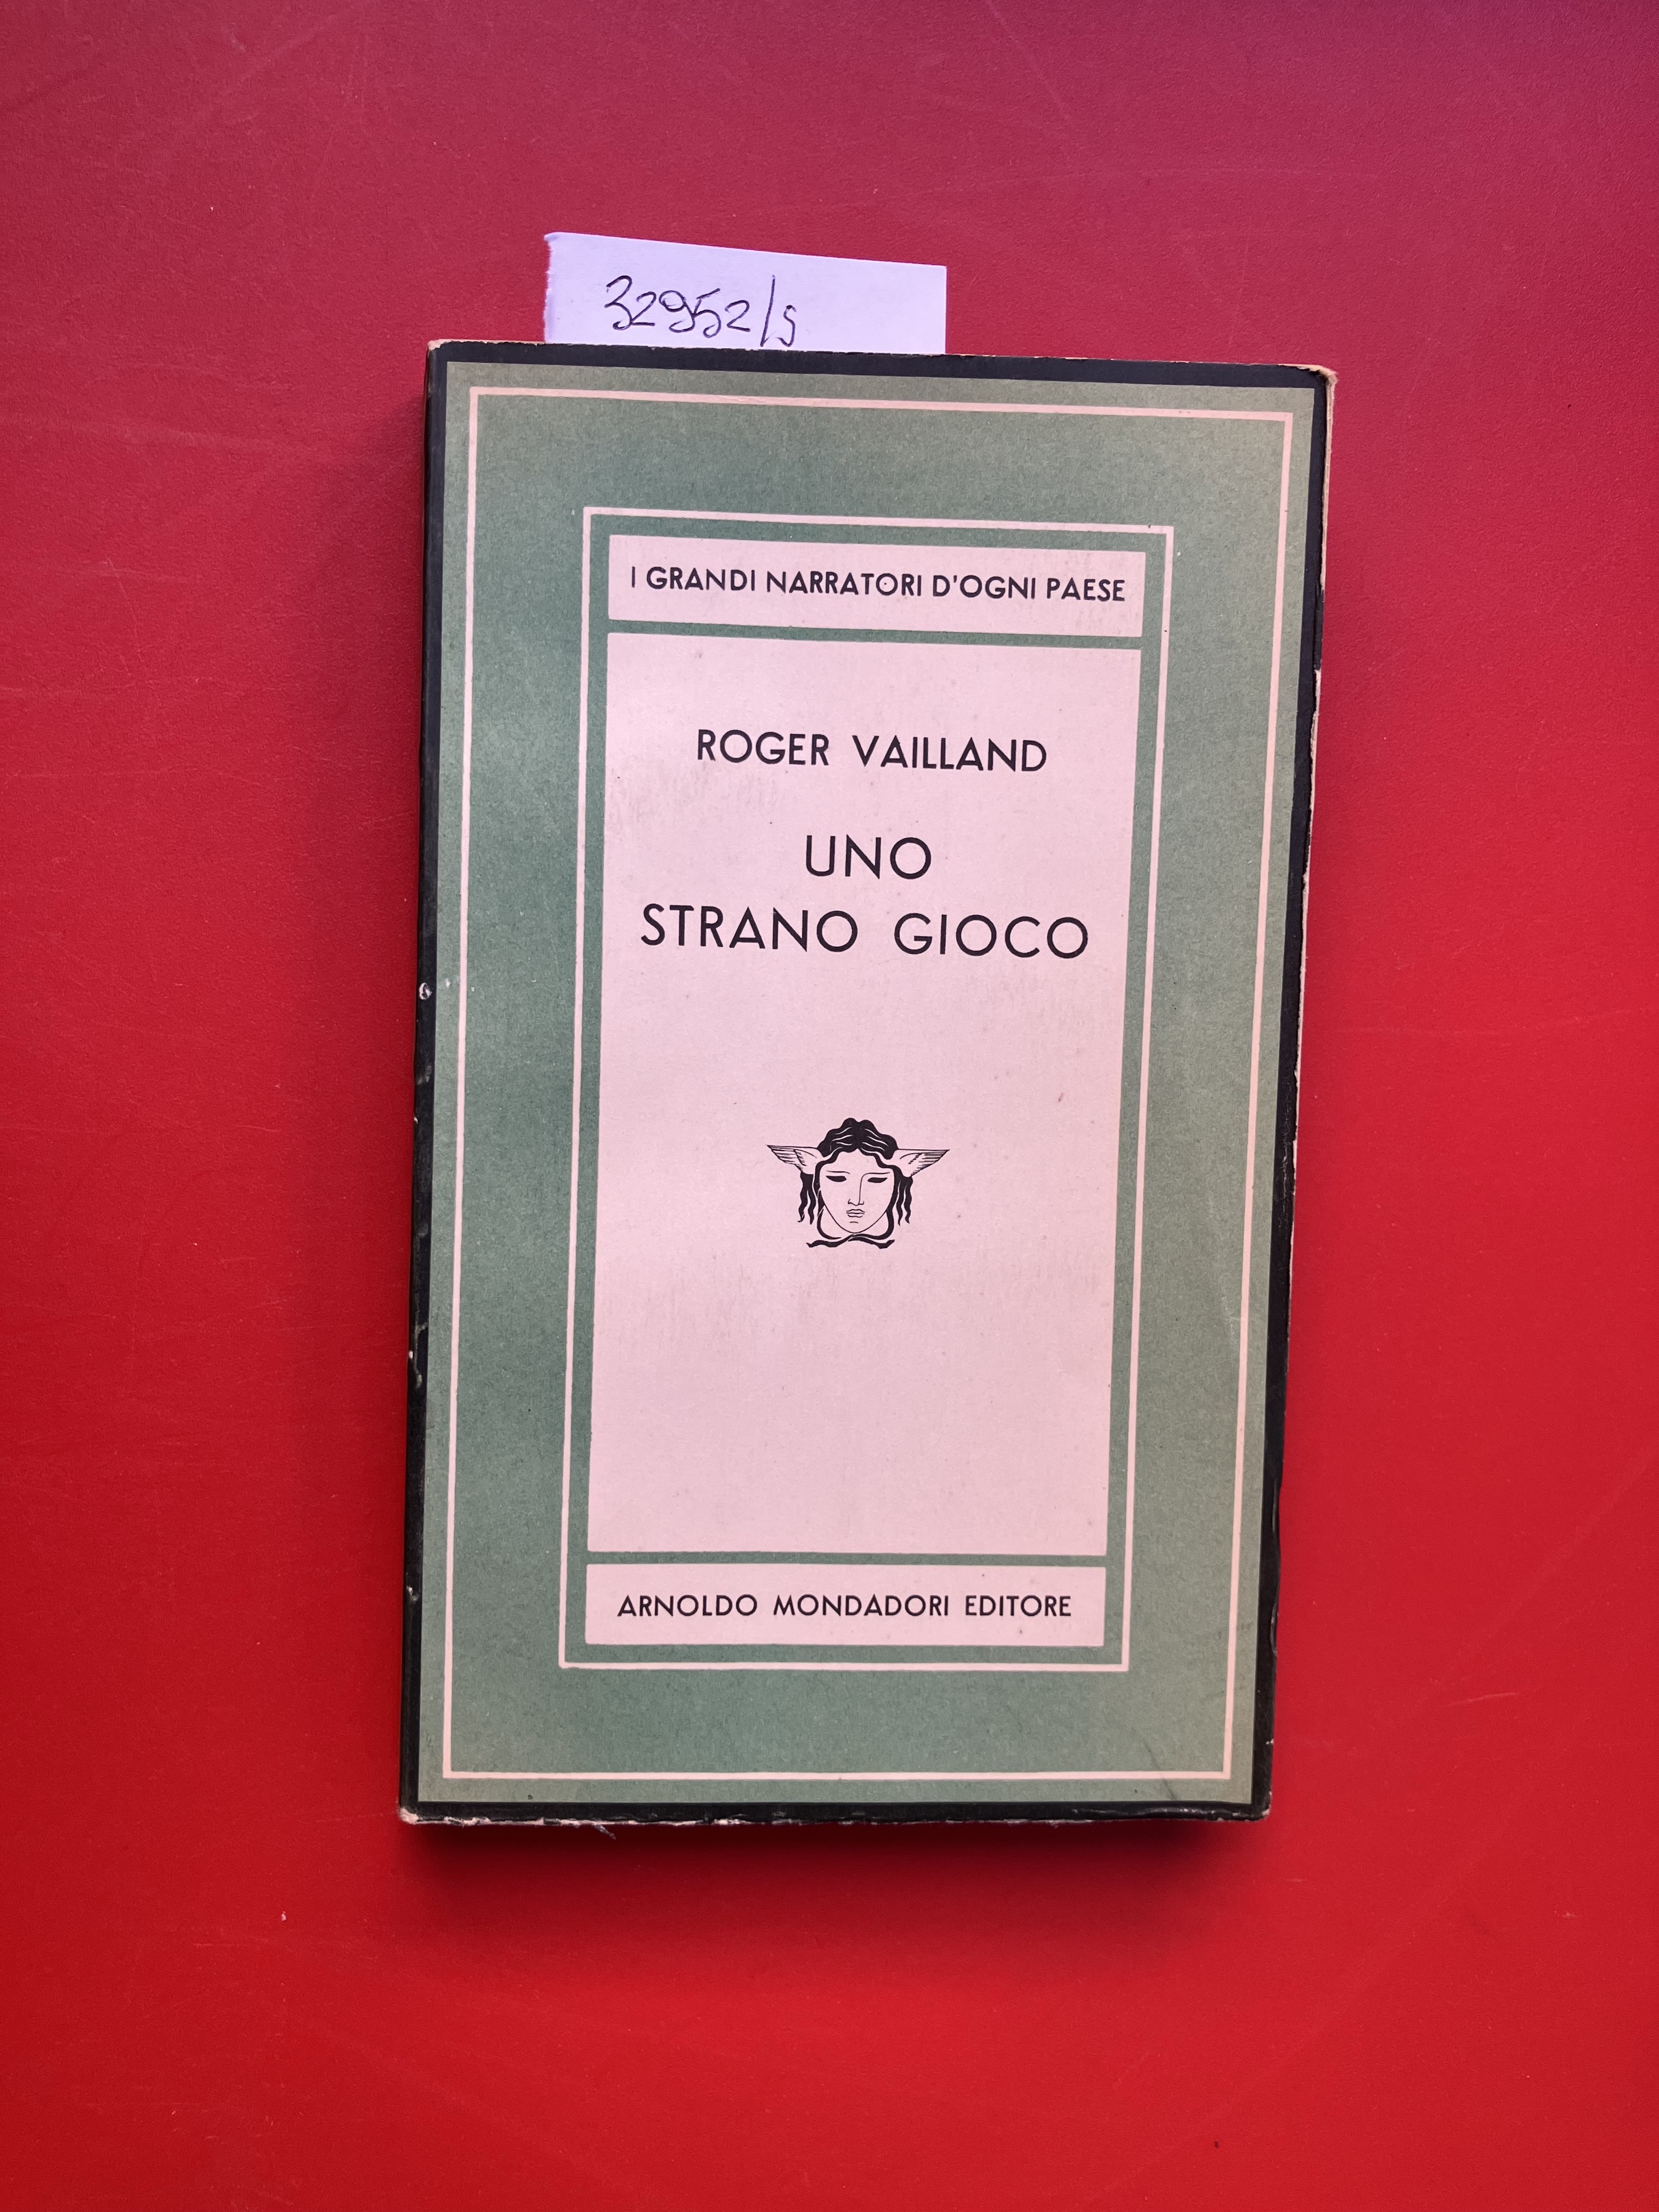 32952/s
I GRANDI NARRATORI D'OGNI PAESE
ROGER VAILLAND
UNO
STRANO GIOCO
ARNOLDO MONDADORI EDITORE